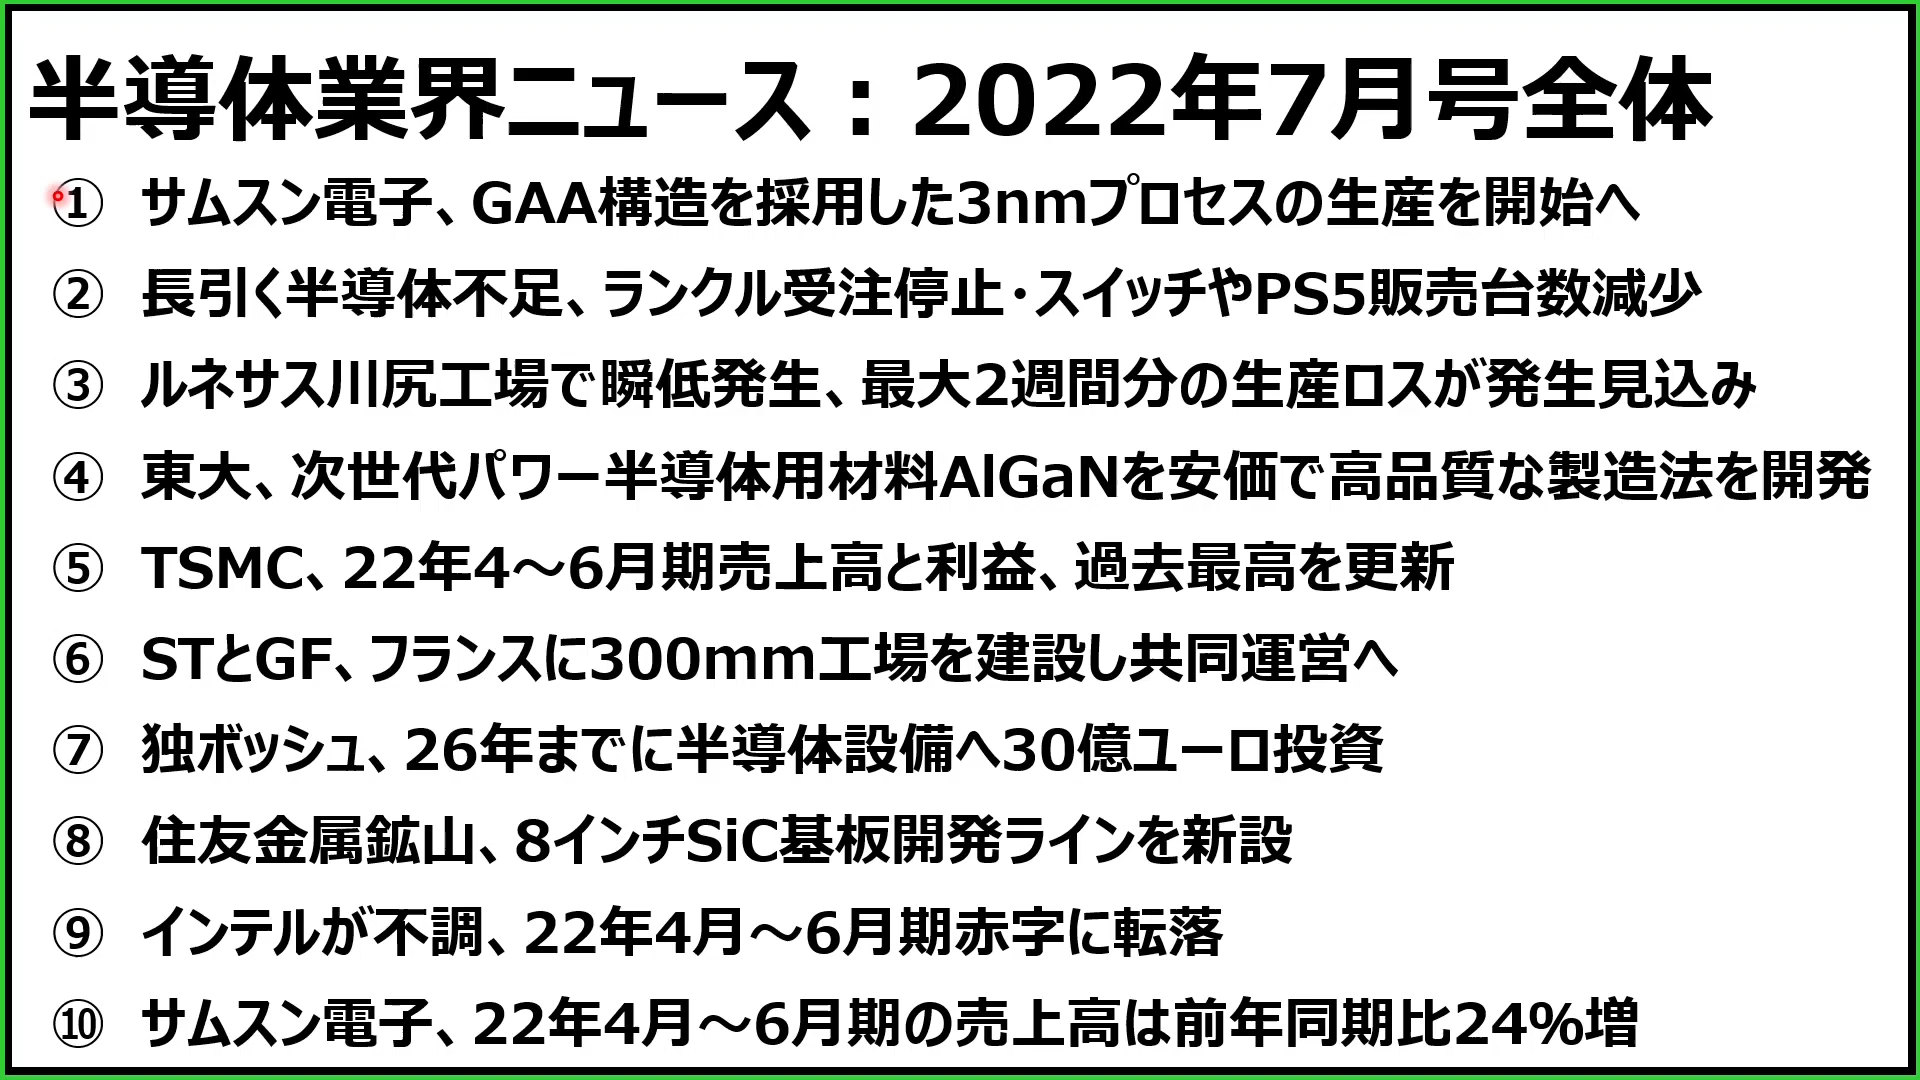 半導体業界ニュース：2022年7月号全体
① サムスン電子、GAA構造を採用した3nmプロセスの生産を開始へ
② 長引く半導体不足、ランクル受注停止・スイッチやPS5販売台数減少
③ ルネサス川尻工場で瞬低発生、最大2週間分の生産ロスが発生見込み
④ 東大、次世代パワー半導体用材料AlGaNを安価で高品質な製造法を開発
⑤ TSMC、22年4～6月期売上高と利益、過去最高を更新
⑥ STとGF、フランスに300mm工場を建設し共同運営へ
⑦ 独ボッシュ、26年までに半導体設備へ30億ユーロ投資
⑧ 住友金属鉱山、8インチSiC基板開発ラインを新設
⑨ インテルが不調、22年4月～6月期赤字に転落
⑩ サムスン電子、22年4月～6月期の売上高は前年同期比24%増